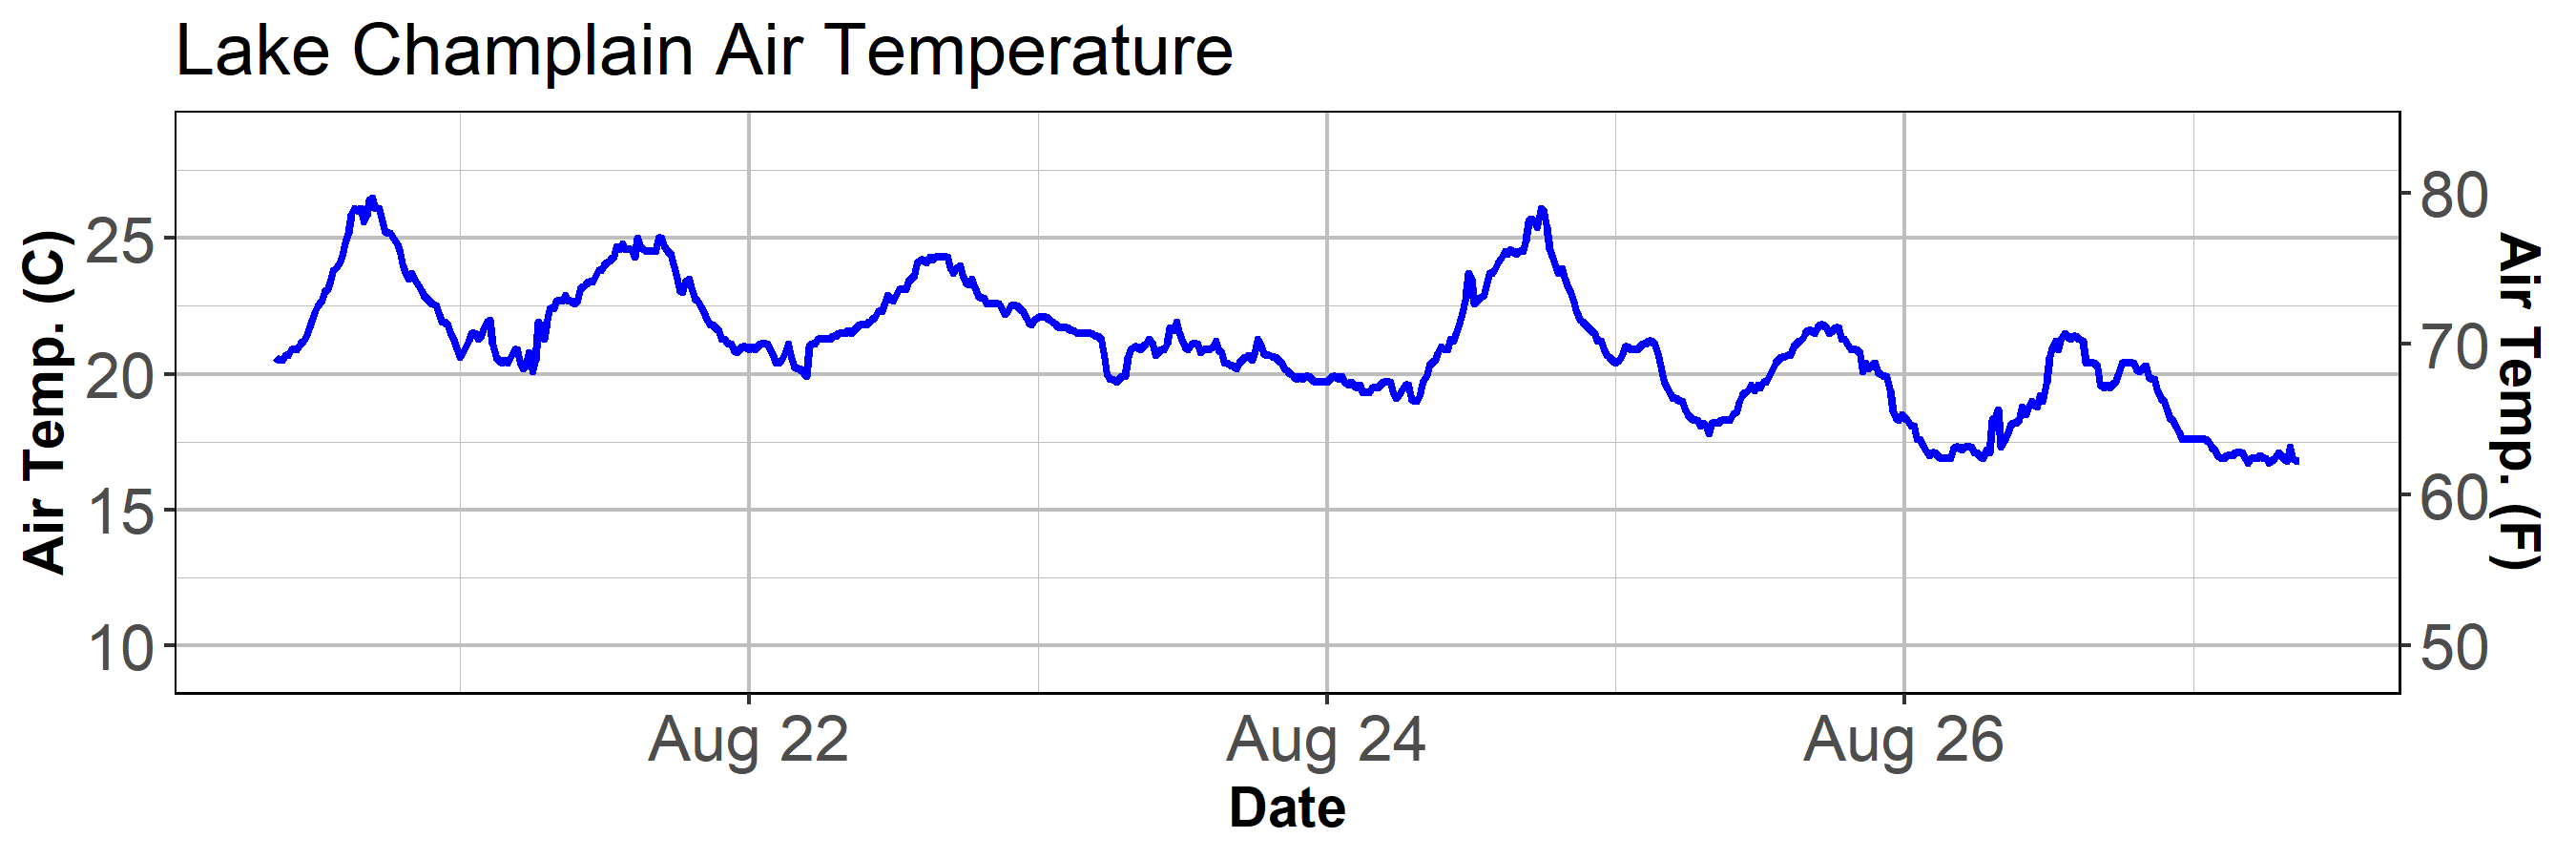 Lake Champlain Air Temperature
Air Temp. (C)
25
20
15
10
80
70
60
50
Air Temp. (F)
Aug 22
Aug 24
Aug 26
Date